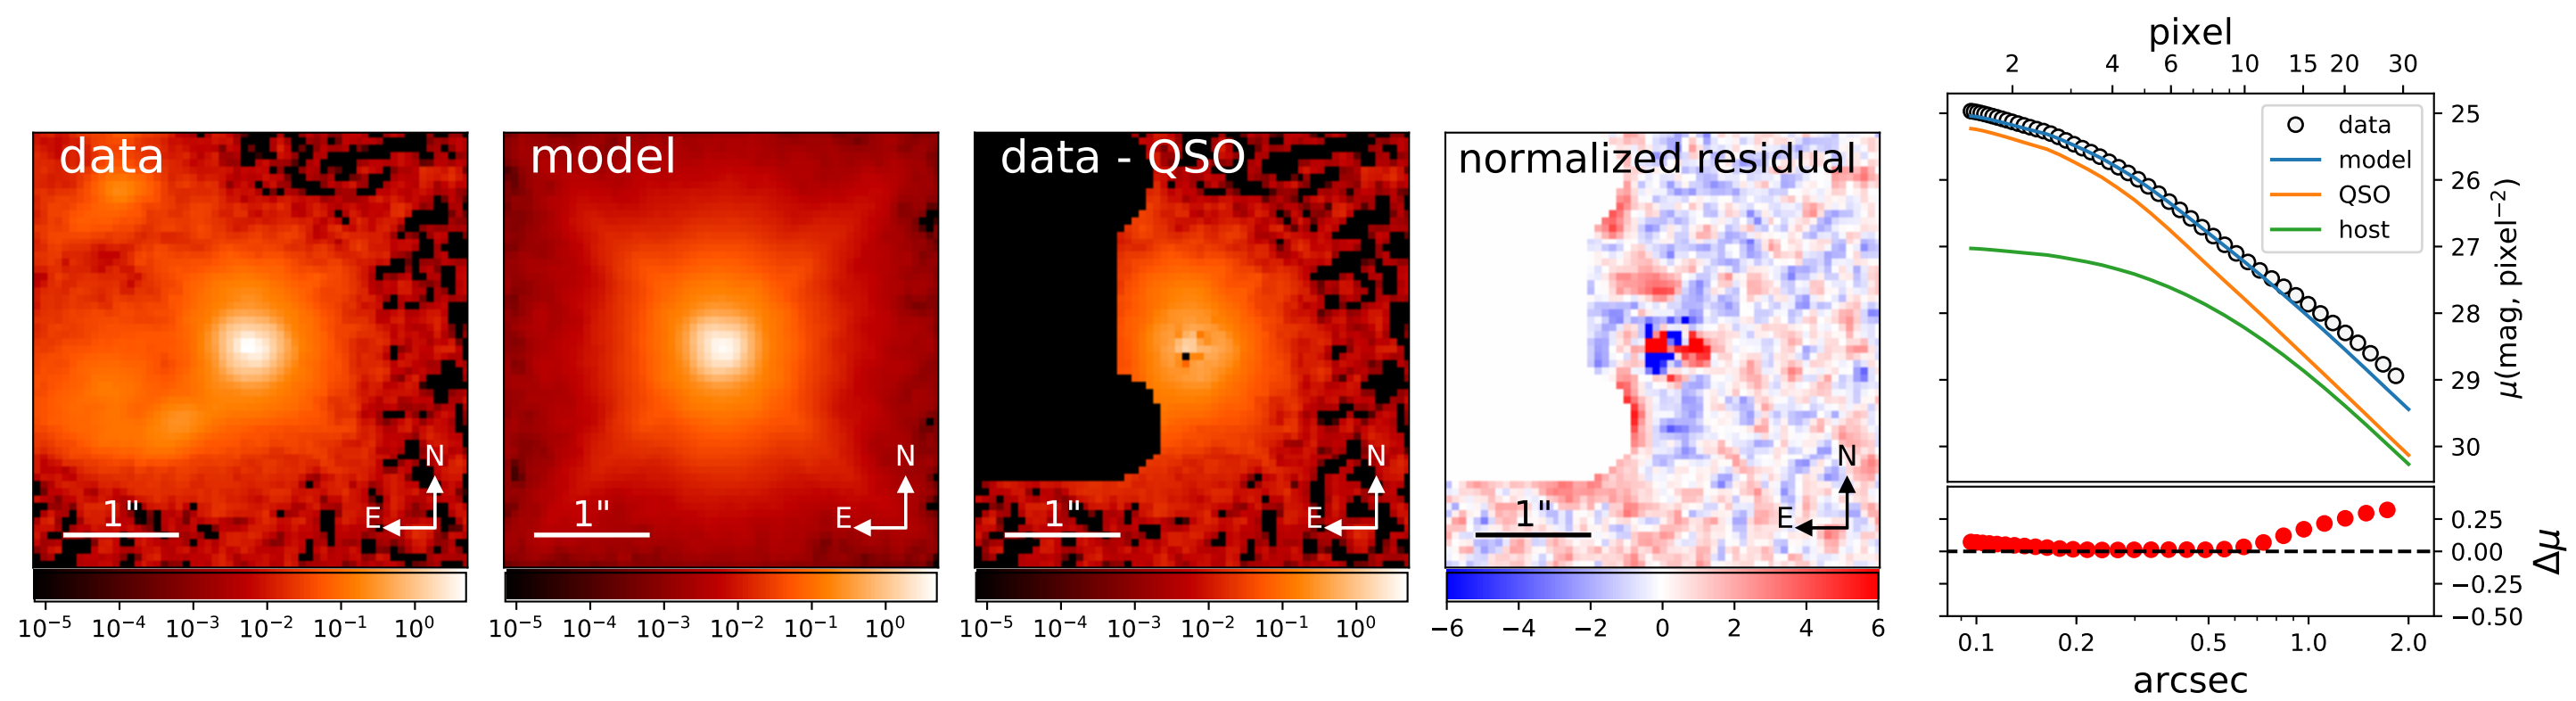 data
N
E
1"
10⁻⁵ 10⁻⁴ 10⁻³ 10⁻² 10⁻¹ 10⁰
model
N
E
1"
10⁻⁵ 10⁻⁴ 10⁻³ 10⁻² 10⁻¹ 10⁰
data - QSO
N
E
1"
10⁻⁵ 10⁻⁴ 10⁻³ 10⁻² 10⁻¹ 10⁰
normalized residual
N
E
1"
−6 −4 −2 0 2 4 6
pixel
2 4 6 10 15 20 30
data
model
QSO
host
25
26
27
28
29
30
μ(mag, pixel⁻²)
0.25
0.00
−0.25
−0.50
Δμ
0.1 0.2 0.5 1.0 2.0
arcsec